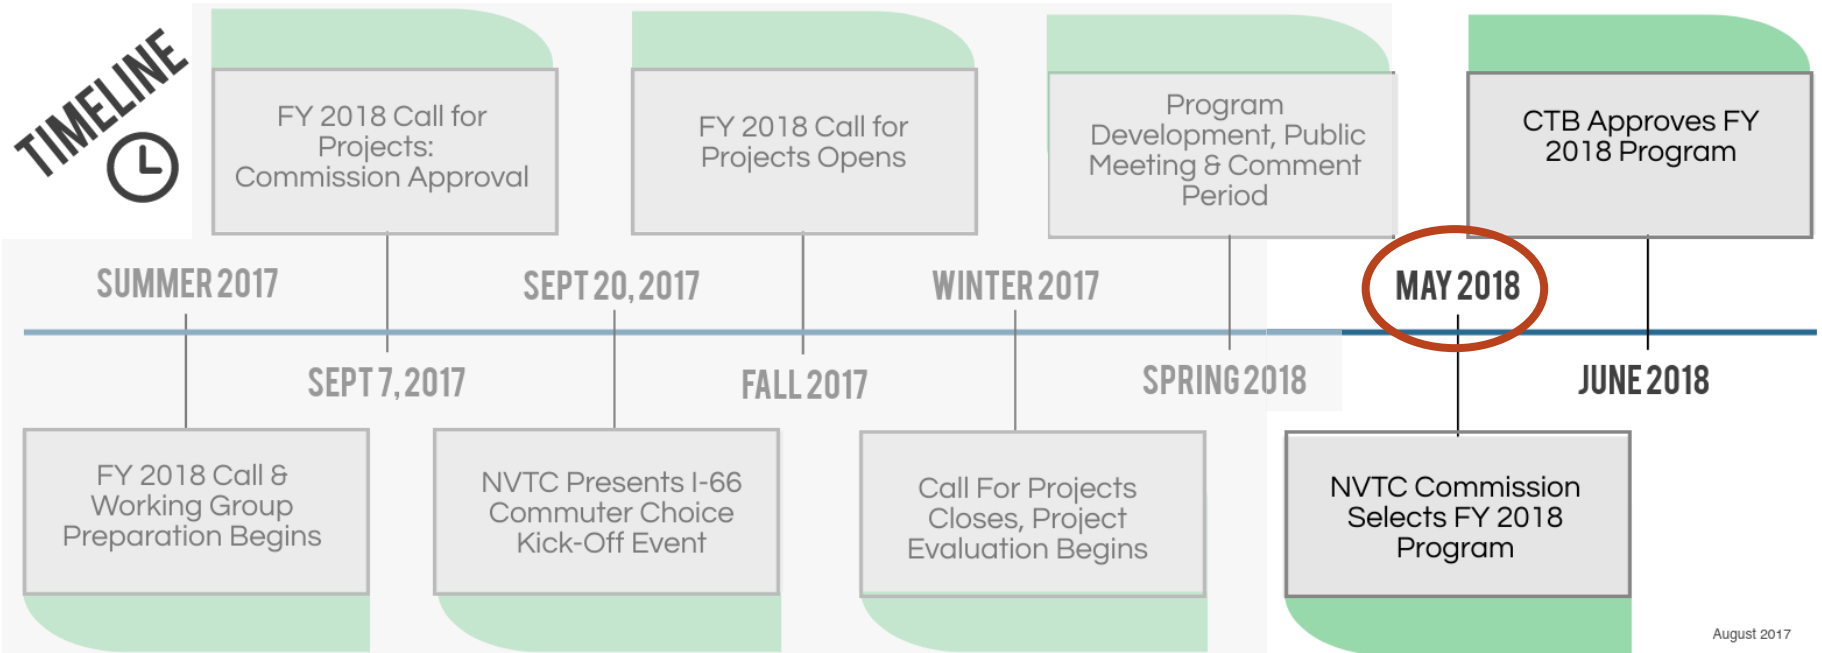 TIMELINE
FY 2018 Call for
Projects:
Commission Approval
FY 2018 Call for
Projects Opens
Program
Development, Public
Meeting & Comment
Period
CTB Approves FY
2018 Program
SUMMER 2017
SEPT 20, 2017
WINTER 2017
MAY 2018
SEPT 7, 2017
FALL 2017
SPRING 2018
JUNE 2018
FY 2018 Call &
Working Group
Preparation Begins
NVTC Presents I-66
Commuter Choice
Kick-Off Event
Call For Projects
Closes, Project
Evaluation Begins
NVTC Commission
Selects FY 2018
Program
August 2017